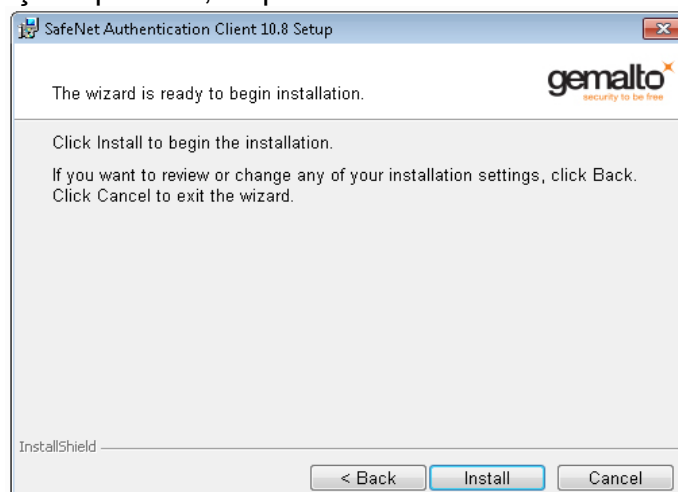 SafeNet Authentication Client 10.8 Setup
gemalto
security to be free
The wizard is ready to begin installation.
Click Install to begin the installation.
If you want to review or change any of your installation settings, click Back.
Click Cancel to exit the wizard.
InstallShield
< Back
Install
Cancel